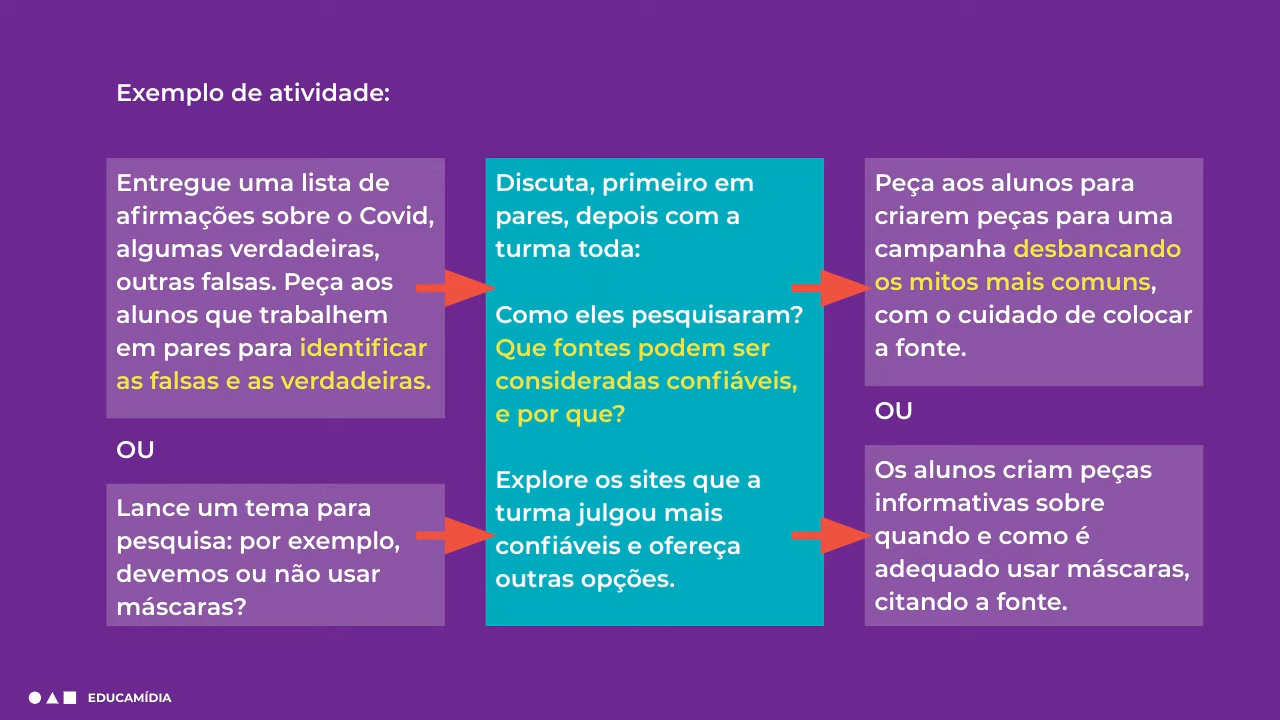 Exemplo de atividade:
Entregue uma lista de
afirmações sobre o Covid,
algumas verdadeiras,
outras falsas. Peça aos
alunos que trabalhem
em pares para identificar
as falsas e as verdadeiras.
OU
Lance um tema para
pesquisa: por exemplo,
devemos ou não usar
máscaras?
Discuta, primeiro em
pares, depois com a
turma toda:
Como eles pesquisaram?
Que fontes podem ser
consideradas confiáveis,
e por que?
Explore os sites que a
turma julgou mais
confiáveis e ofereça
outras opções.
Peça aos alunos para
criarem peças para uma
campanha desbancando
os mitos mais comuns,
com o cuidado de colocar
a fonte.
OU
Os alunos criam peças
informativas sobre
quando e como é
adequado usar máscaras,
citando a fonte.
EDUCAMÍDIA